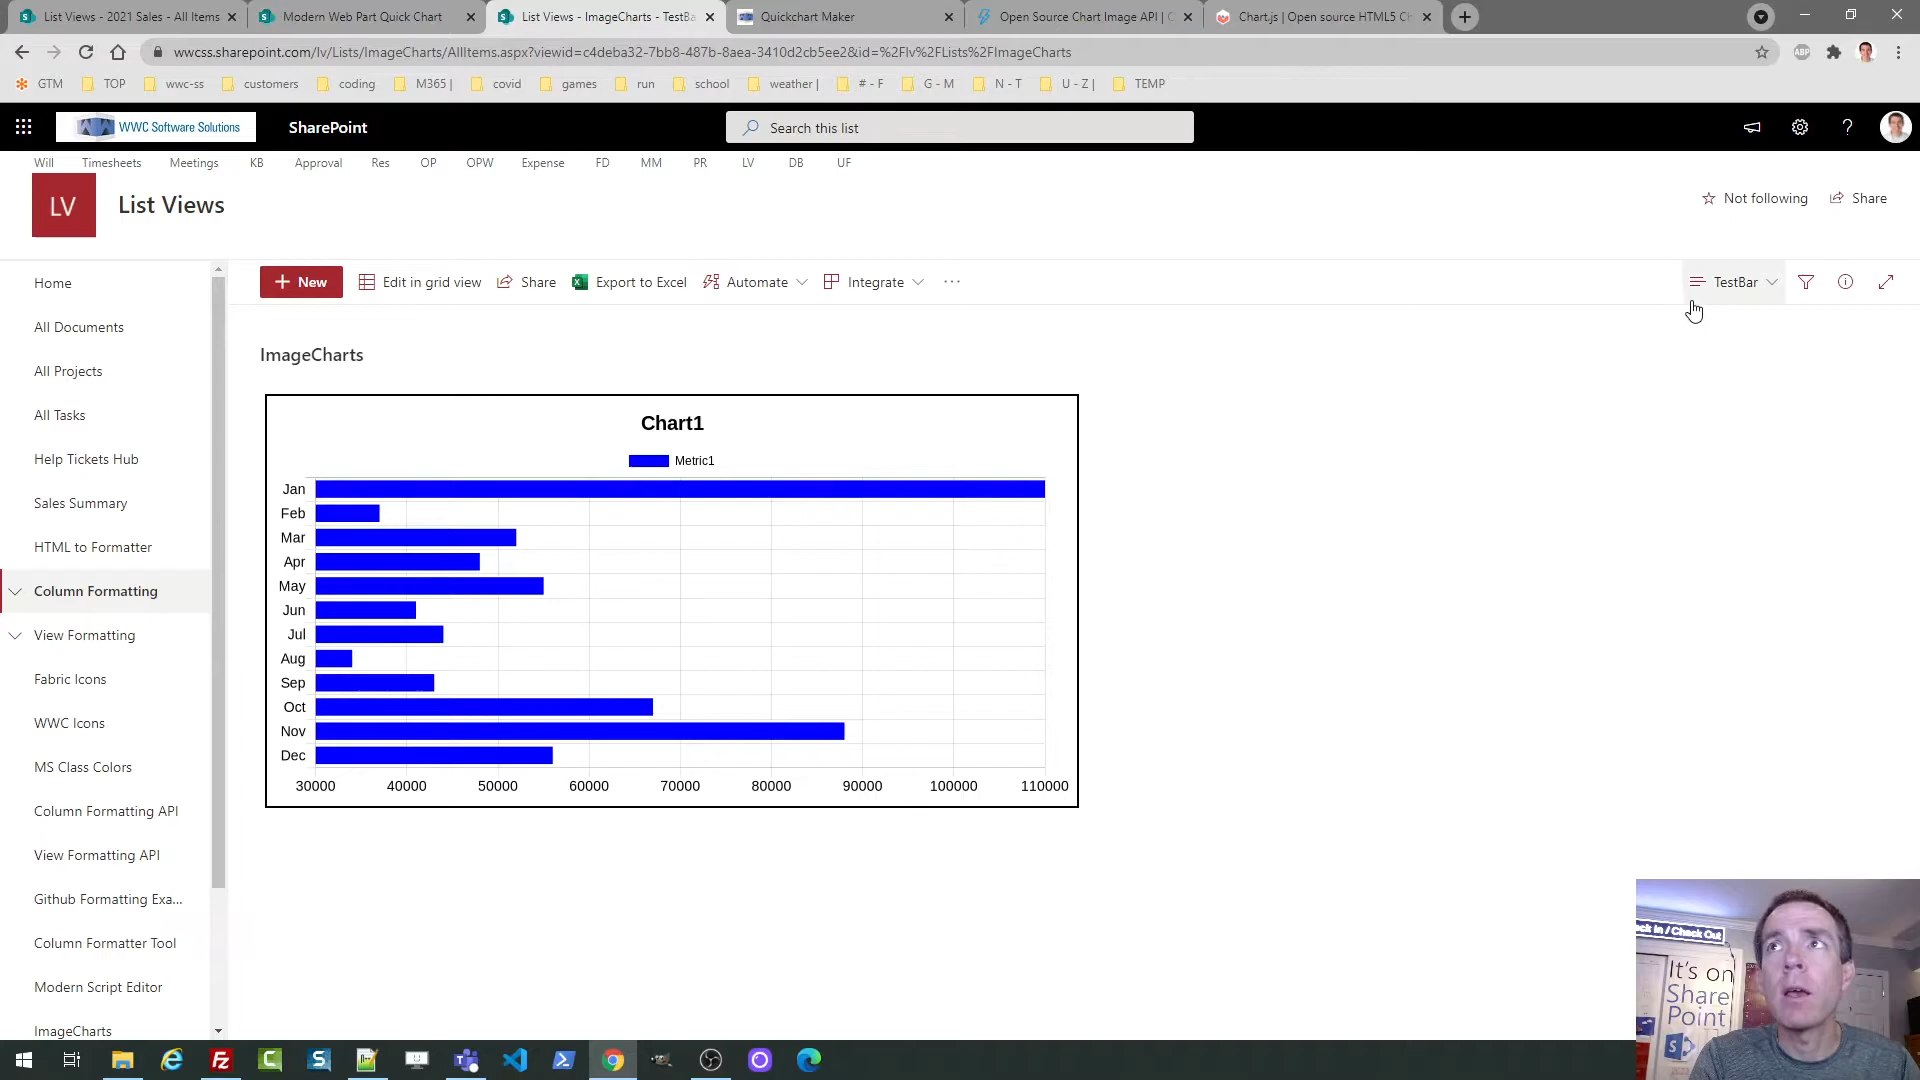 List Views - 2021 Sales - All Items
Modern Web Part Quick Chart
List Views - ImageCharts - TestBa
Quickchart Maker
Open Source Chart Image API | C
Chart.js | Open source HTML5 Ch
wwcss.sharepoint.com/lv/Lists/ImageCharts/AllItems.aspx?viewid=c4deba32-7bb8-487b-8aea-3410d2cb5ee2&id=%2Flv%2FLists%2FImageCharts
ABP
GTM
TOP
wwc-ss
customers
coding
M365 |
covid
games
run
school
weather |
# - F
G - M
N - T
U - Z |
TEMP
WWC Software Solutions
SharePoint
Search this list
Will
Timesheets
Meetings
KB
Approval
Res
OP
OPW
Expense
FD
MM
PR
LV
DB
UF
LV
List Views
Not following
Share
New
Edit in grid view
Share
Export to Excel
Automate
Integrate
TestBar
Home
All Documents
All Projects
All Tasks
Help Tickets Hub
Sales Summary
HTML to Formatter
Column Formatting
View Formatting
Fabric Icons
WWC Icons
MS Class Colors
Column Formatting API
View Formatting API
Github Formatting Exa...
Column Formatter Tool
Modern Script Editor
ImageCharts
ImageCharts
Chart1
Metric1
Jan
Feb
Mar
Apr
May
Jun
Jul
Aug
Sep
Oct
Nov
Dec
30000 40000 50000 60000 70000 80000 90000 100000 110000
ck In / Check Out
It's on
Share
Point